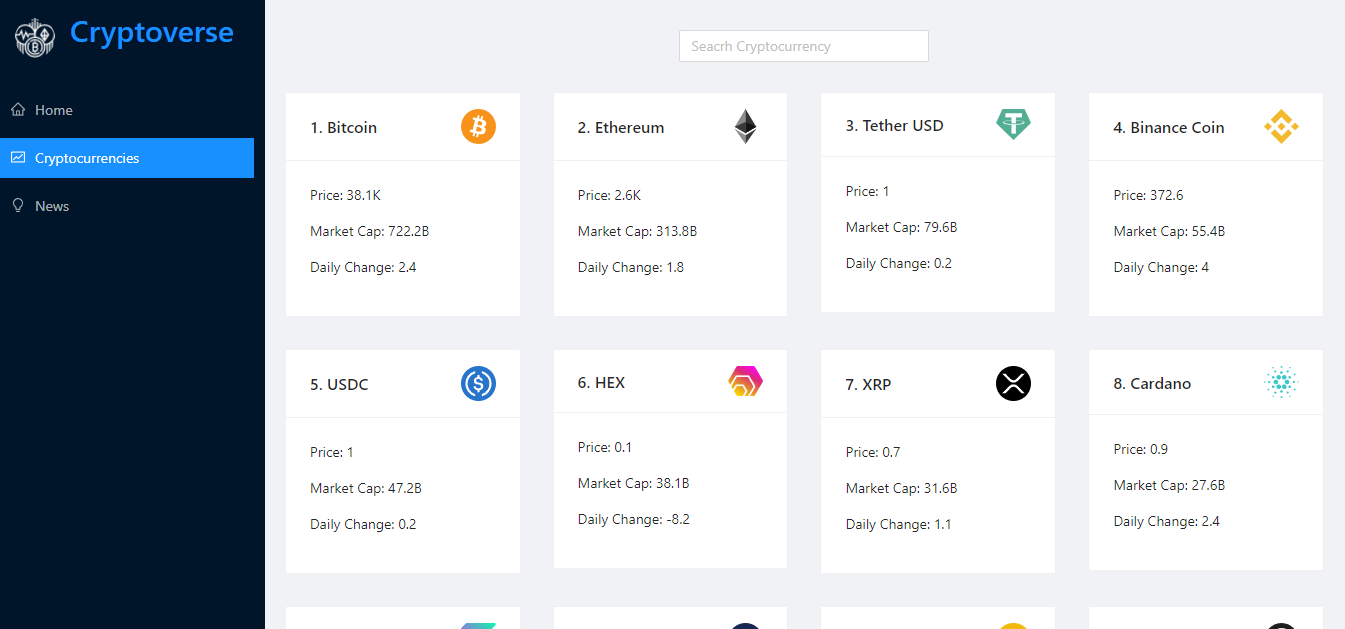 Cryptoverse
Home
Cryptocurrencies
News
Seacrh Cryptocurrency
1. Bitcoin
Price: 38.1K
Market Cap: 722.2B
Daily Change: 2.4
2. Ethereum
Price: 2.6K
Market Cap: 313.8B
Daily Change: 1.8
3. Tether USD
Price: 1
Market Cap: 79.6B
Daily Change: 0.2
4. Binance Coin
Price: 372.6
Market Cap: 55.4B
Daily Change: 4
5. USDC
Price: 1
Market Cap: 47.2B
Daily Change: 0.2
6. HEX
Price: 0.1
Market Cap: 38.1B
Daily Change: -8.2
7. XRP
Price: 0.7
Market Cap: 31.6B
Daily Change: 1.1
8. Cardano
Price: 0.9
Market Cap: 27.6B
Daily Change: 2.4